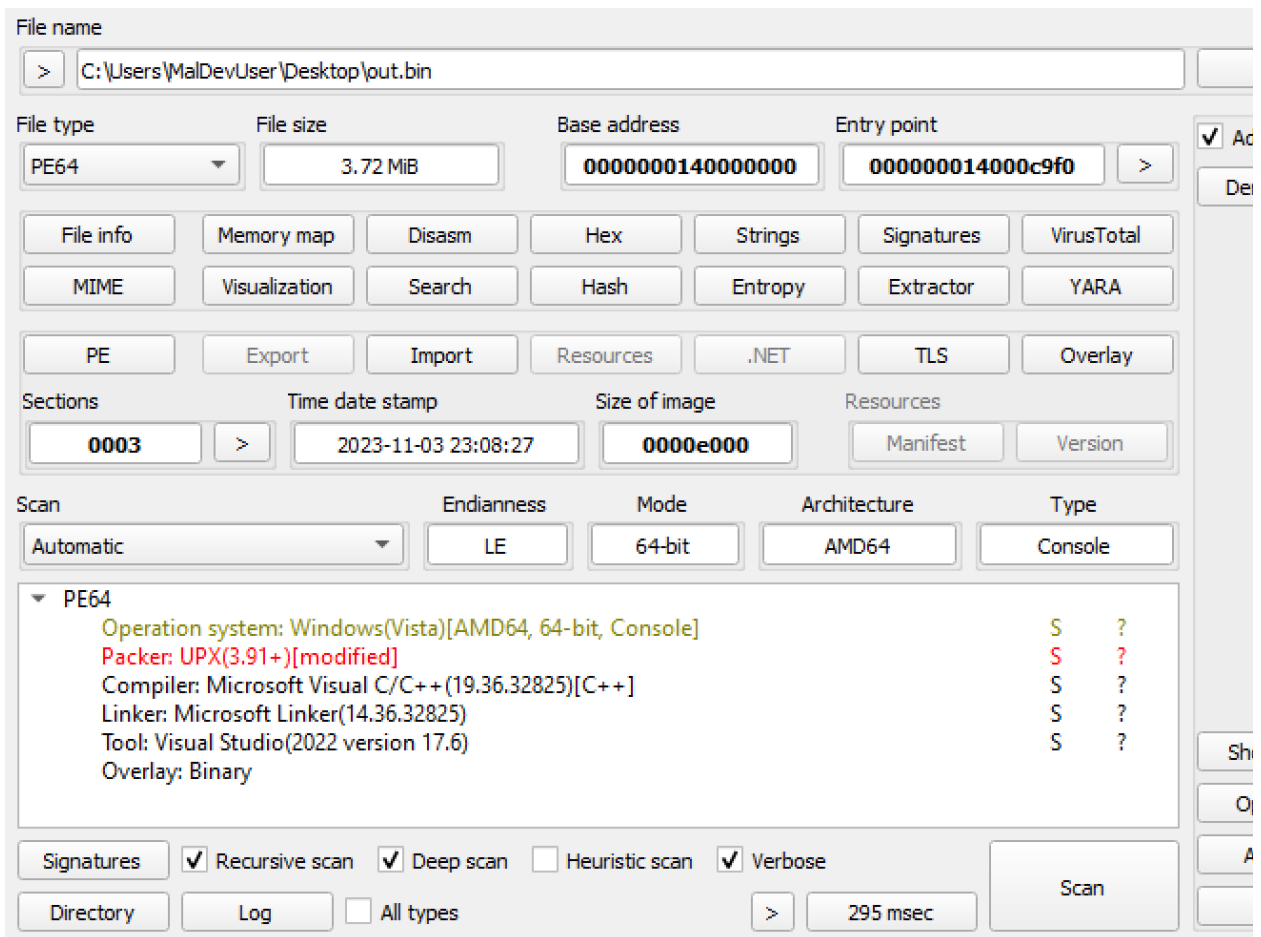 File name
> C:\Users\MalDevUser\Desktop\out.bin
File type File size Base address Entry point
PE64 3.72 MiB 0000000140000000 000000014000c9f0 >
File info Memory map Disasm Hex Strings Signatures VirusTotal
MIME Visualization Search Hash Entropy Extractor YARA
PE Export Import Resources .NET TLS Overlay
Sections Time date stamp Size of image Resources
0003 > 2023-11-03 23:08:27 0000e000 Manifest Version
Scan Endianness Mode Architecture Type
Automatic LE 64-bit AMD64 Console
PE64
Operation system: Windows(Vista)[AMD64, 64-bit, Console] S ?
Packer: UPX(3.91+)[modified] S ?
Compiler: Microsoft Visual C/C++(19.36.32825)[C++] S ?
Linker: Microsoft Linker(14.36.32825) S ?
Tool: Visual Studio(2022 version 17.6) S ?
Overlay: Binary
Signatures Recursive scan Deep scan Heuristic scan Verbose
Scan
Directory Log All types > 295 msec